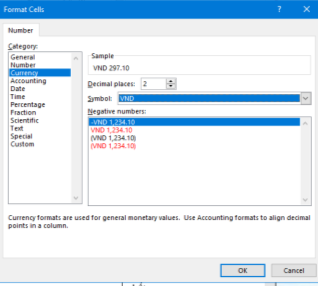 Format Cells
?
Number
Category:
General
Number
Currency
Accounting
Date
Time
Percentage
Fraction
Scientific
Text
Special
Custom
Sample
VND 297.10
Decimal places: 2
Symbol: VND
Negative numbers:
-VND 1,234.10
VND 1,234.10
(VND 1,234.10)
(VND 1,234.10)
Currency formats are used for general monetary values. Use Accounting formats to align decimal
points in a column.
OK
Cancel